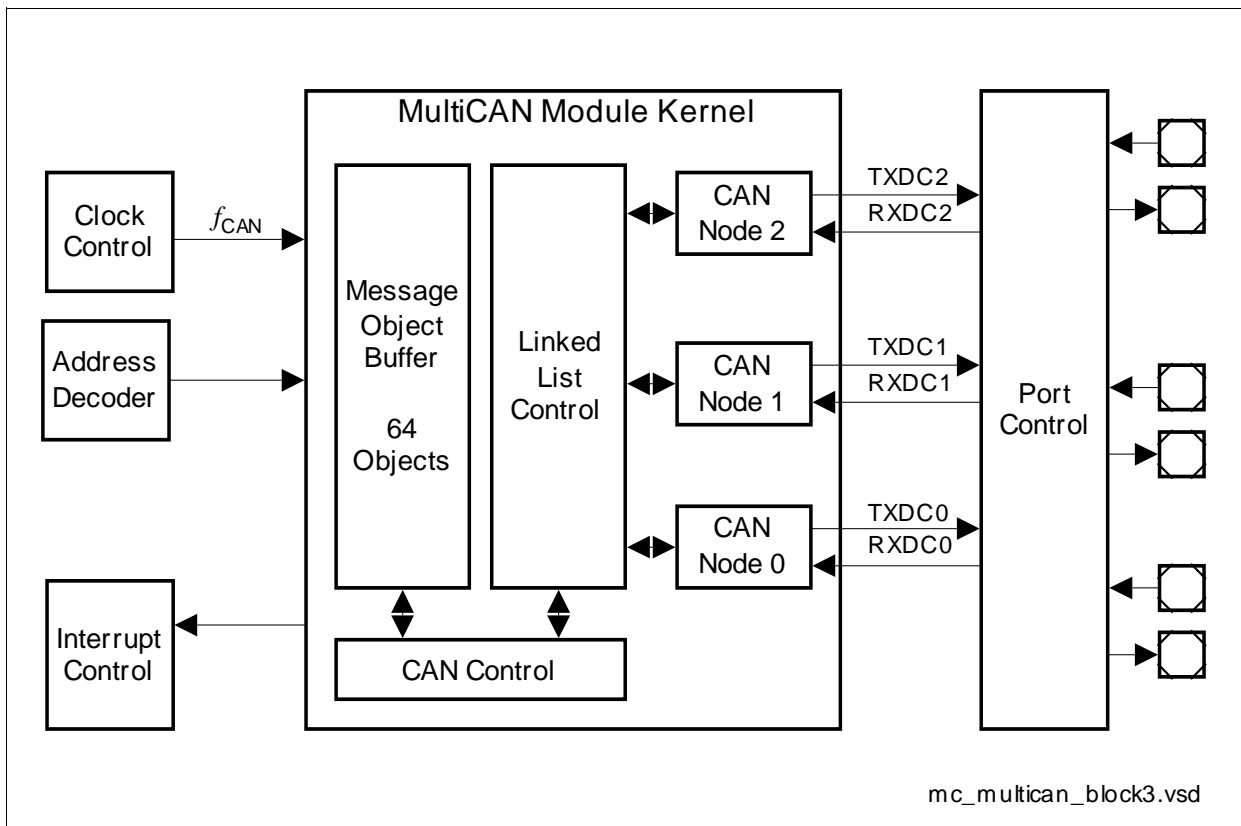 MultiCAN Module Kernel
Clock
Control
fCAN
Address
Decoder
Interrupt
Control
Message
Object
Buffer
64
Objects
Linked
List
Control
CAN Control
CAN
Node 2
CAN
Node 1
CAN
Node 0
TXDC2
RXDC2
TXDC1
RXDC1
TXDC0
RXDC0
Port
Control
mc_multican_block3.vsd